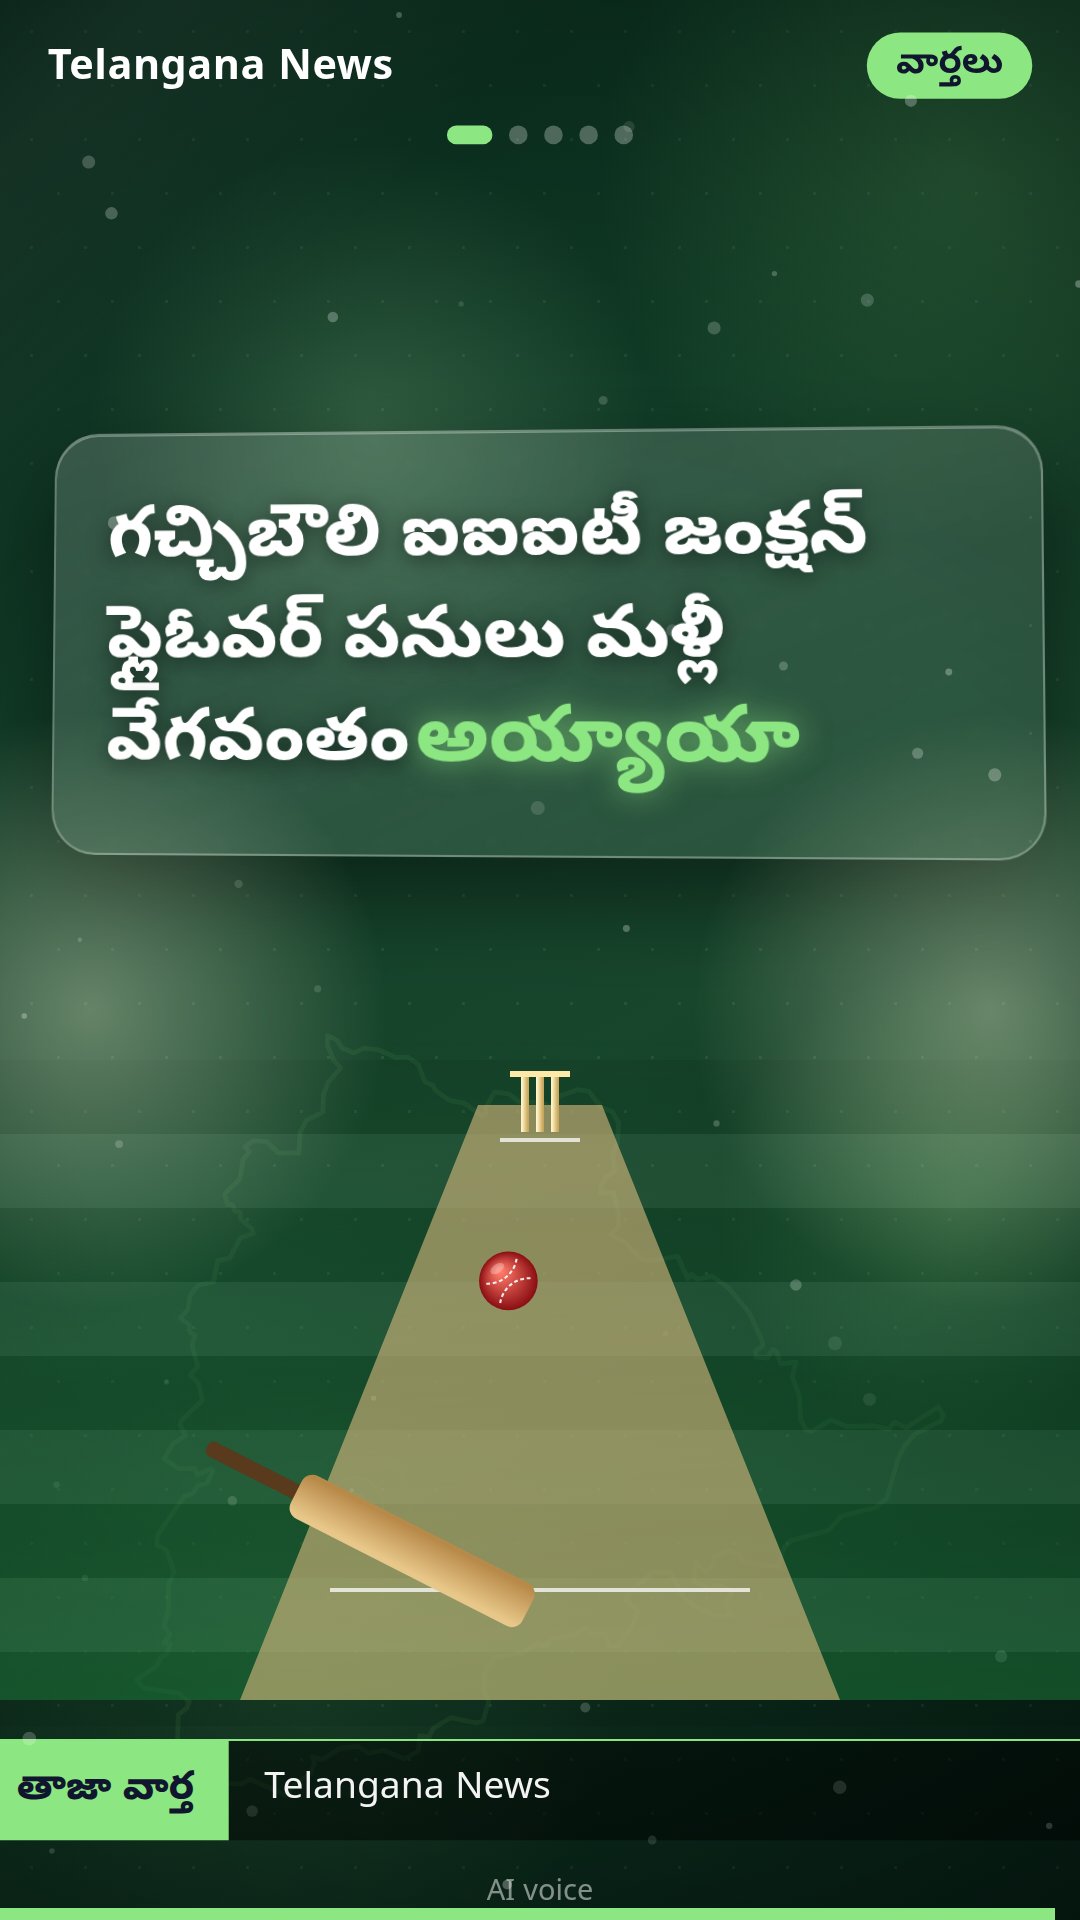 Telangana News
వార్తలు
గచ్చిబౌలి ఐఐఐటీ జంక్షన్
ఫ్లైఓవర్ పనులు మళ్లీ
వేగవంతం అయ్యాయా
తాజా వార్త
Telangana News
AI voice